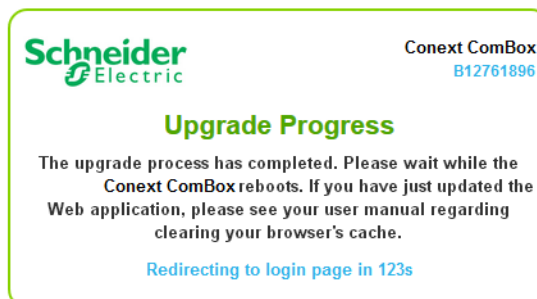 Schneider
Electric
Conext ComBox
B12761896
Upgrade Progress
The upgrade process has completed. Please wait while the
Conext ComBox reboots. If you have just updated the
Web application, please see your user manual regarding
clearing your browser's cache.
Redirecting to login page in 123s